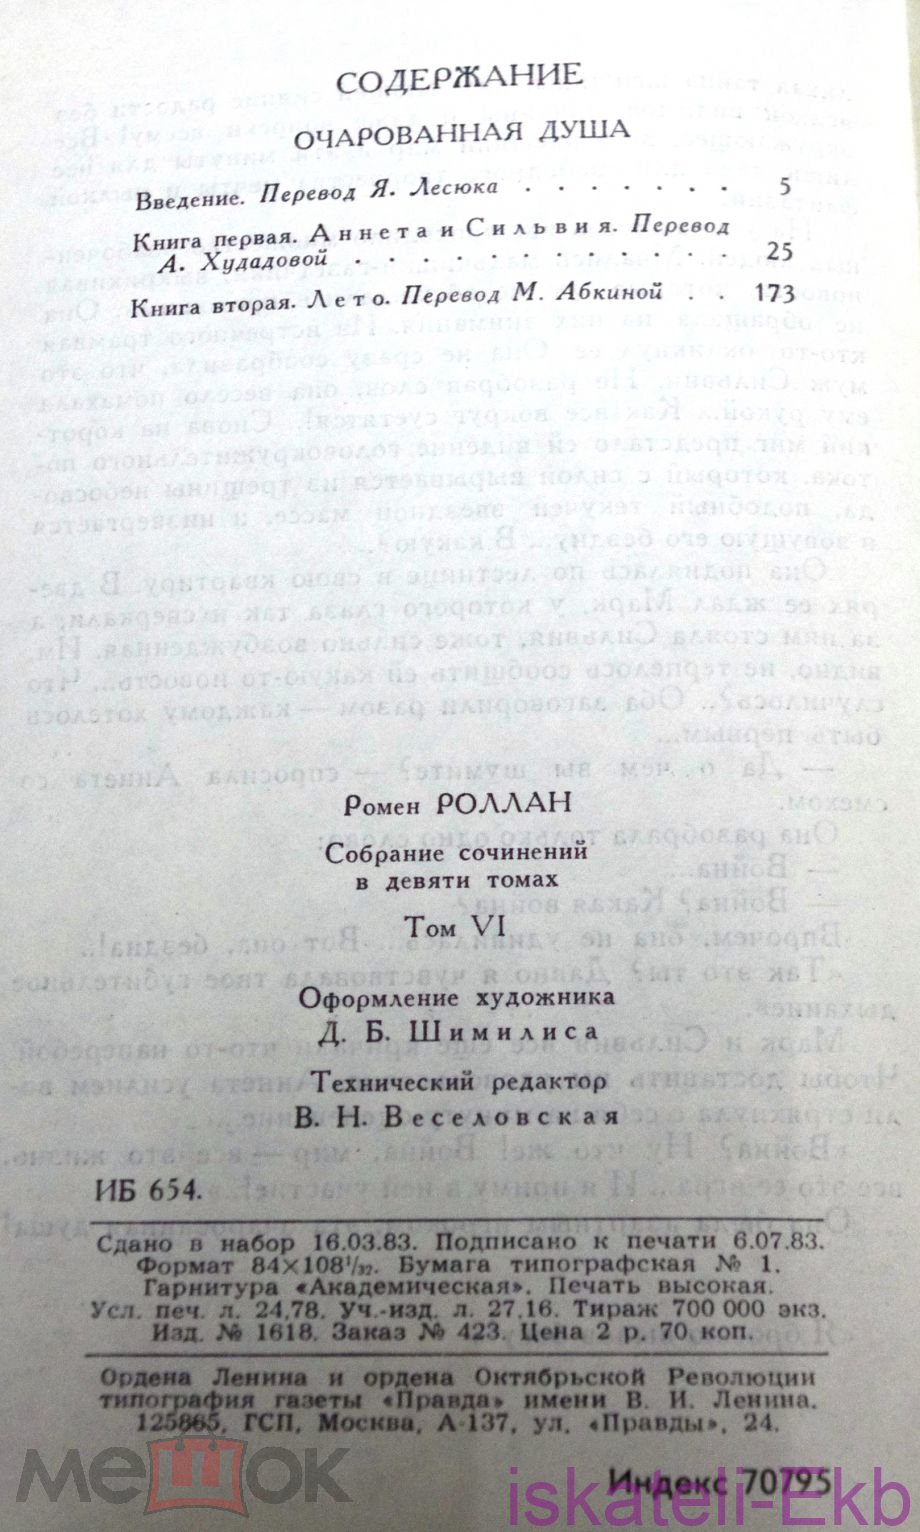 СОДЕРЖАНИЕ
ОЧАРОВАННАЯ ДУША
Введение. Перевод Я. Лесюка . . . . . . . 5
Книга первая. Аннета и Сильвия. Перевод
А. Худадовой . . . . . . . . . . . . . . 25
Книга вторая. Лето. Перевод М. Абкиной . . 173
Ромен РОЛЛАН
Собрание сочинений
в девяти томах
Том VI
Оформление художника
Д. Б. Шимилиса
Технический редактор
В. Н. Веселовская
ИБ 654.
Сдано в набор 16.03.83. Подписано к печати 6.07.83.
Формат 84×108¹/₃₂. Бумага типографская № 1.
Гарнитура «Академическая». Печать высокая.
Усл. печ. л. 24,78. Уч.-изд. л. 27,16. Тираж 700 000 экз.
Изд. № 1618. Заказ № 423. Цена 2 р. 70 коп.
Ордена Ленина и ордена Октябрьской Революции
типография газеты «Правда» имени В. И. Ленина.
125865, ГСП, Москва, А-137, ул. «Правды», 24.
Индекс 70795
мешок
iskateli-Ekb